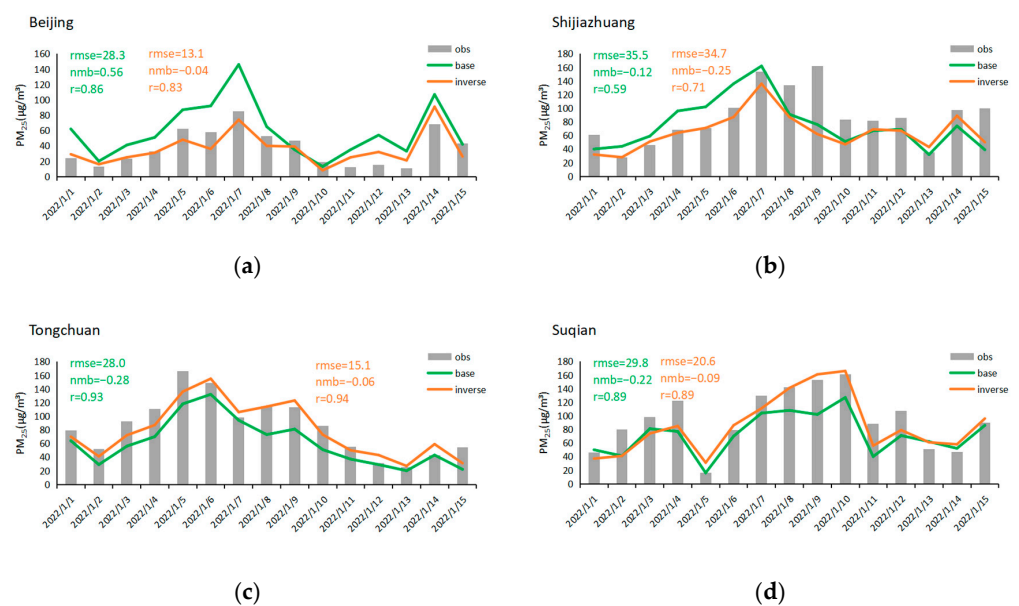 Beijing
rmse=28.3
nmb=0.56
r=0.86
rmse=13.1
nmb=−0.04
r=0.83
obs
base
inverse
PM₂₅(μg/m³)
160
140
120
100
80
60
40
20
0
2022/1/1
2022/1/2
2022/1/3
2022/1/4
2022/1/5
2022/1/6
2022/1/7
2022/1/8
2022/1/9
2022/1/10
2022/1/11
2022/1/12
2022/1/13
2022/1/14
2022/1/15
(a)
Shijiazhuang
rmse=35.5
nmb=−0.12
r=0.59
rmse=34.7
nmb=−0.25
r=0.71
obs
base
inverse
PM₂₅(μg/m³)
180
160
140
120
100
80
60
40
20
0
2022/1/1
2022/1/2
2022/1/3
2022/1/4
2022/1/5
2022/1/6
2022/1/7
2022/1/8
2022/1/9
2022/1/10
2022/1/11
2022/1/12
2022/1/13
2022/1/14
2022/1/15
(b)
Tongchuan
rmse=28.0
nmb=−0.28
r=0.93
rmse=15.1
nmb=−0.06
r=0.94
obs
base
inverse
PM₂₅(μg/m³)
180
160
140
120
100
80
60
40
20
0
2022/1/1
2022/1/2
2022/1/3
2022/1/4
2022/1/5
2022/1/6
2022/1/7
2022/1/8
2022/1/9
2022/1/10
2022/1/11
2022/1/12
2022/1/13
2022/1/14
2022/1/15
(c)
Suqian
rmse=29.8
nmb=−0.22
r=0.89
rmse=20.6
nmb=−0.09
r=0.89
obs
base
inverse
PM₂₅(μg/m³)
180
160
140
120
100
80
60
40
20
0
2022/1/1
2022/1/2
2022/1/3
2022/1/4
2022/1/5
2022/1/6
2022/1/7
2022/1/8
2022/1/9
2022/1/10
2022/1/11
2022/1/12
2022/1/13
2022/1/14
2022/1/15
(d)